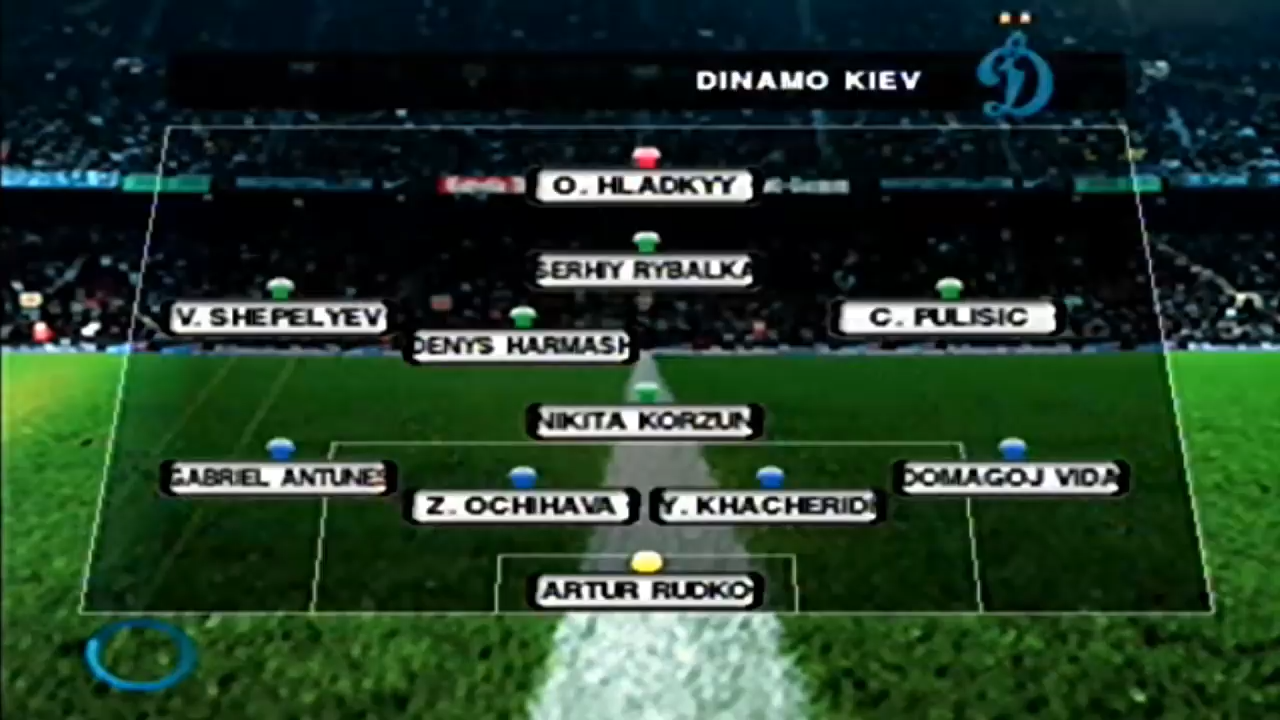 DINAMO KIEV
O. HLADKYY
SERHIY RYBALKA
V. SHEPELYEV
C. PULISIC
DENYS HARMASH
NIKITA KORZUN
GABRIEL ANTUNES
DOMAGOJ VIDA
Z. OCHIHAVA
Y. KHACHERIDI
ARTUR RUDKO